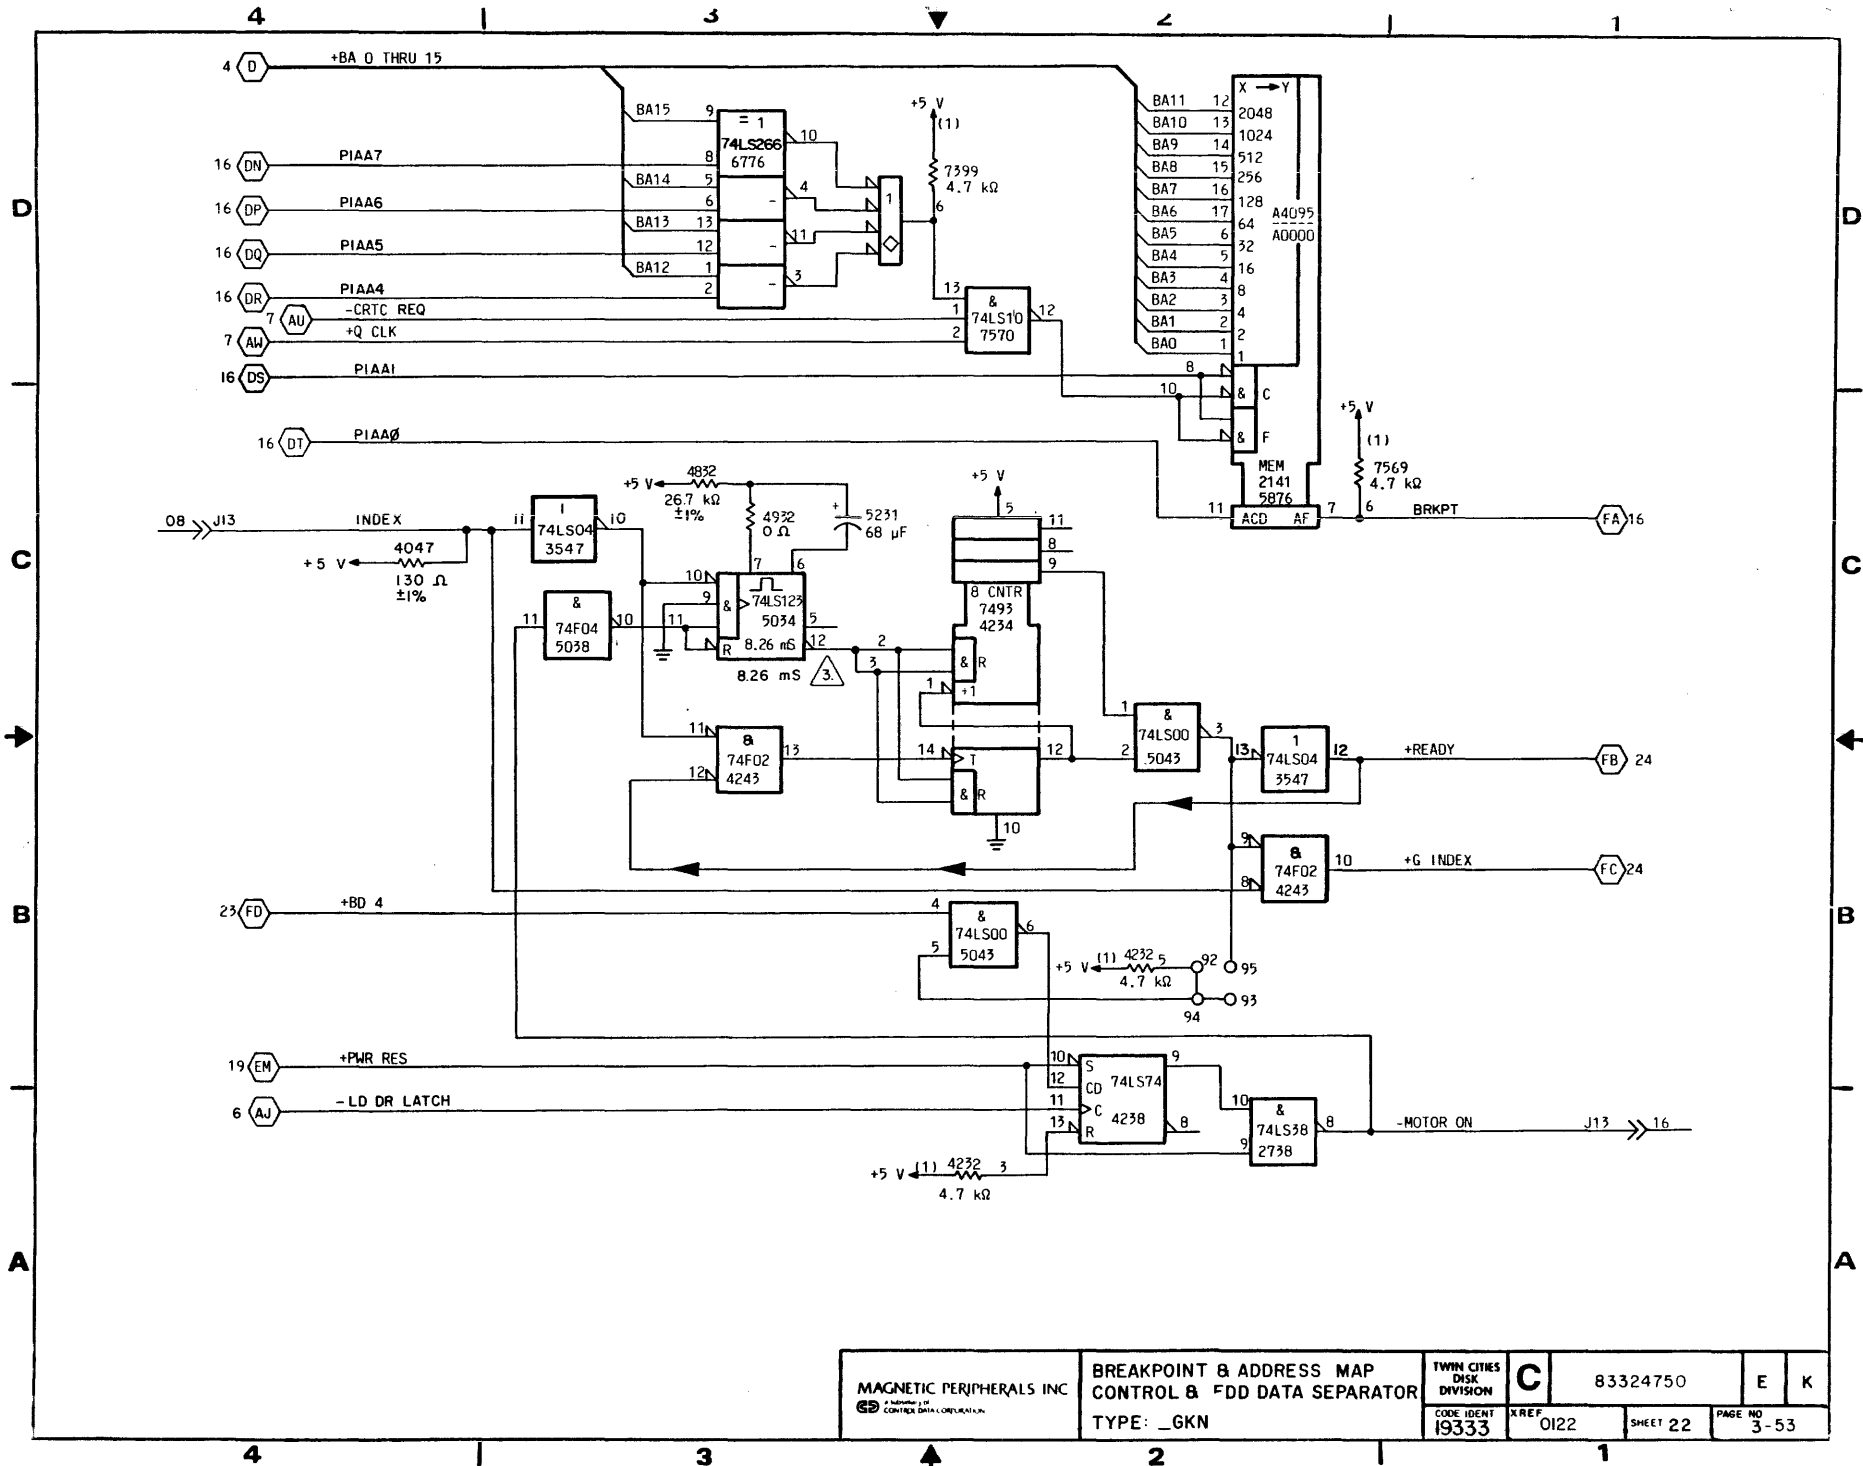 4 3 2 1
4 D +BA 0 THRU 15
BA15 9
= 1
74LS266
6776
10
16 DN PIAA7 8
BA14 5
4
16 DP PIAA6 6
-
BA13 13
11
16 DQ PIAA5 12
-
BA12 1
3
16 DR PIAA4 2
-
1
+5 V
(1)
7399
4.7 kΩ
6
7 AU -CRTC REQ
7 AW +Q CLK
13
1
2
&
74LS10
7570
12
16 DS PIAA1
16 DT PIAAØ
X → Y
BA11 12 2048
BA10 13 1024
BA9 14 512
BA8 15 256
BA7 16 128
BA6 17 64
BA5 6 32
BA4 5 16
BA3 4 8
BA2 3 4
BA1 2 2
BA0 1 1
A4095
A0000
8
10
& C
& F
MEM
2141
5876
11 ACD AF 7
+5 V
(1)
7569
4.7 kΩ
6
BRKPT FA 16
08 J13 INDEX
+5 V 4047
130 Ω
±1%
11
1
74LS04
3547
10
+5 V 4832
26.7 kΩ
±1%
4932
0 Ω
+ 5231
68 µF
7 6
10
9
11
&
R
74LS123
5034
8.26 mS
5
12
8.26 mS 3.
11
&
74F04
5038
10
+5 V
5
11
8
9
8 CNTR
7493
4234
2
3
& R
1 +1
11
12
&
74F02
4243
13
14 T
& R
12
10
1
2
&
74LS00
5043
3
13
1
74LS04
3547
12
+READY FB 24
9
8
&
74F02
4243
10
+G INDEX FC 24
23 FD +BD 4
4
5
&
74LS00
5043
6
+5 V (1) 4232 5
4.7 kΩ
92 95
94 93
19 EM +PWR RES
6 AJ -LD DR LATCH
10 S
12 CD
11 C
13 R
74LS74
4238
9
8
+5 V (1) 4232 3
4.7 kΩ
10
9
&
74LS38
2738
8
-MOTOR ON J13 16
D D
C C
B B
A A
MAGNETIC PERIPHERALS INC
a subsidiary of
CONTROL DATA CORPORATION
BREAKPOINT & ADDRESS MAP
CONTROL & FDD DATA SEPARATOR
TYPE: _GKN
TWIN CITIES
DISK
DIVISION
C 83324750 E K
CODE IDENT
19333
XREF
0122
SHEET 22
PAGE NO
3-53
4 3 2 1